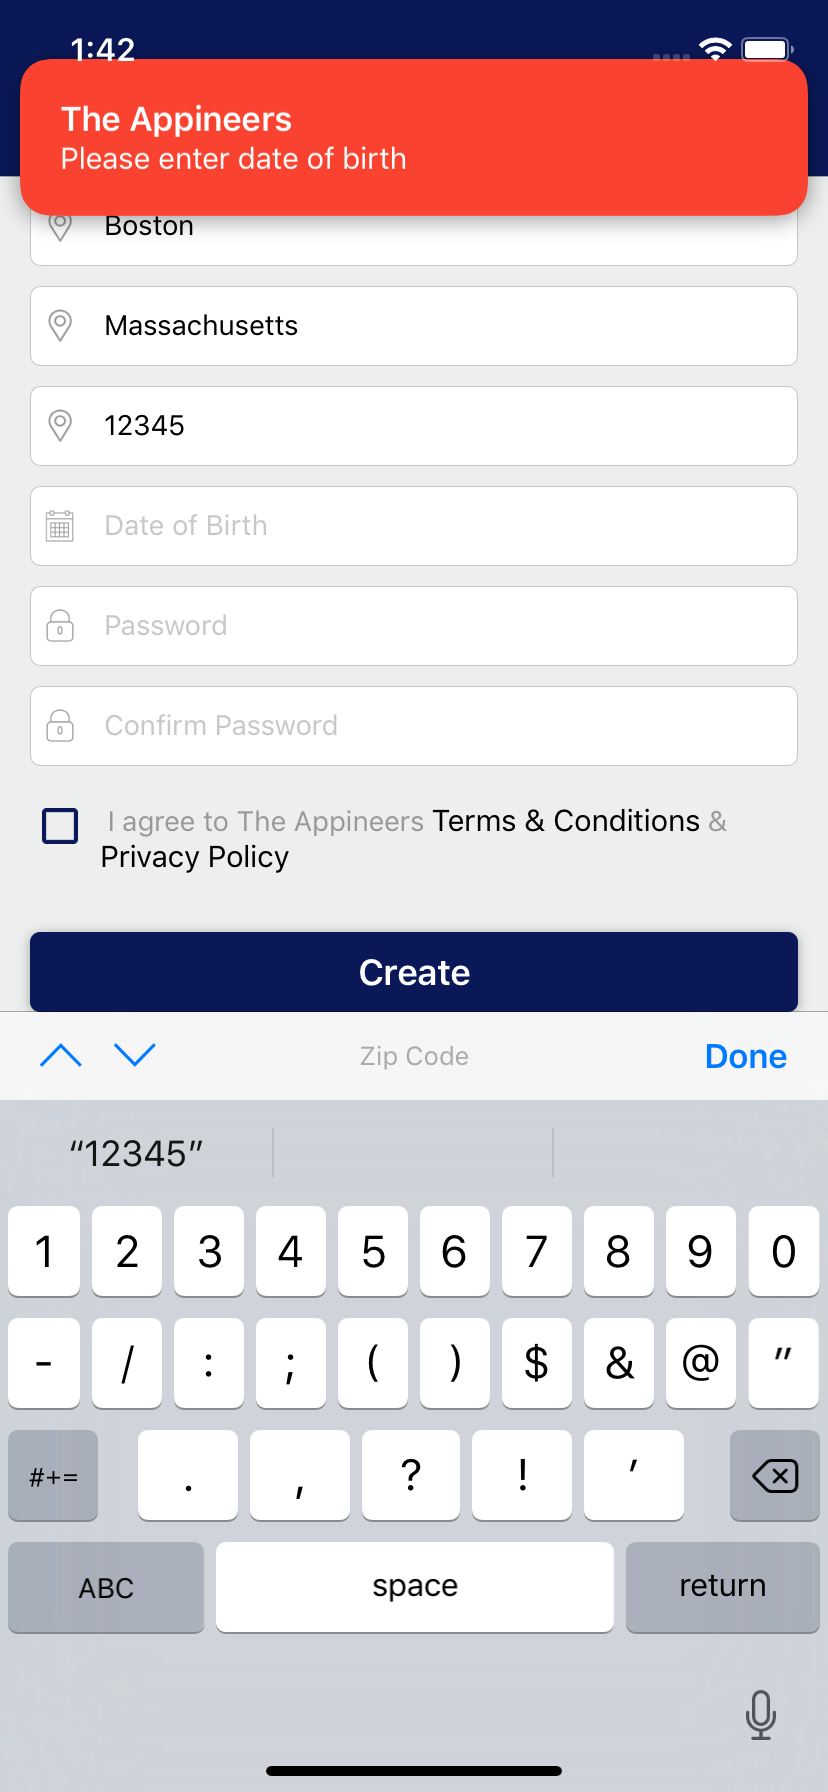 1:42
The Appineers
Please enter date of birth
Boston
Massachusetts
12345
Date of Birth
Password
Confirm Password
I agree to The Appineers Terms & Conditions &
Privacy Policy
Create
Zip Code
Done
“12345”
1 2 3 4 5 6 7 8 9 0
- / : ; ( ) $ & @ "
#+= . , ? ! '
ABC space return